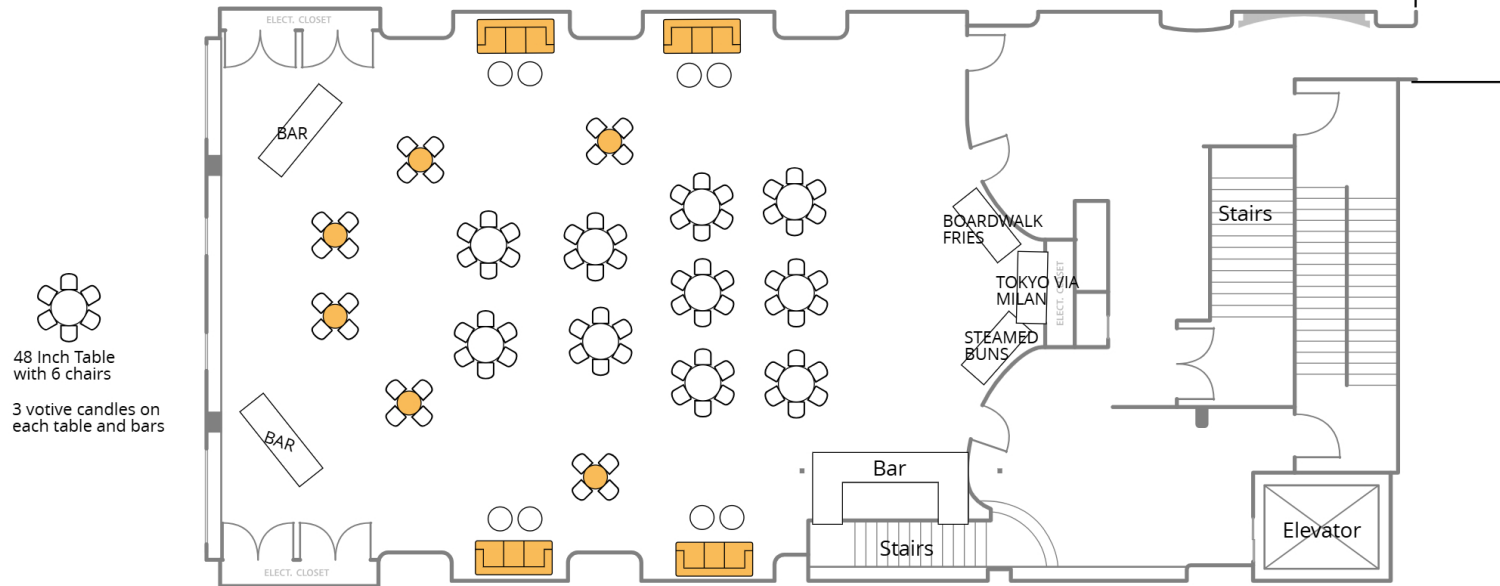 ELECT. CLOSET
BAR
BOARDWALK
FRIES
Stairs
TOKYO VIA
MILAN
ELECT. CLOSET
STEAMED
BUNS
48 Inch Table
with 6 chairs
3 votive candles on
each table and bars
BAR
Bar
Stairs
Elevator
ELECT. CLOSET